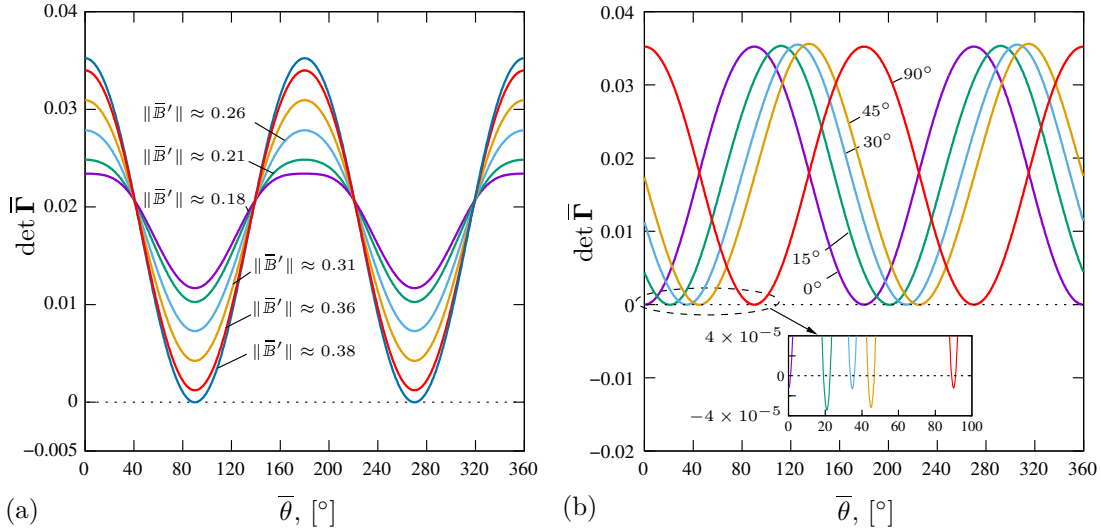 0.04
0.03
0.02
0.01
0
−0.005
det Γ̅
0 40 80 120 160 200 240 280 320 360
θ̅, [°]
(a)
‖𝔹̅′‖ ≈ 0.26
‖𝔹̅′‖ ≈ 0.21
‖𝔹̅′‖ ≈ 0.18
‖𝔹̅′‖ ≈ 0.31
‖𝔹̅′‖ ≈ 0.36
‖𝔹̅′‖ ≈ 0.38
0.04
0.03
0.02
0.01
0
−0.01
−0.02
det Γ̅
90°
45°
30°
15°
0°
4 × 10⁻⁵
0
−4 × 10⁻⁵
0 20 40 60 80 100
0 40 80 120 160 200 240 280 320 360
θ̅, [°]
(b)